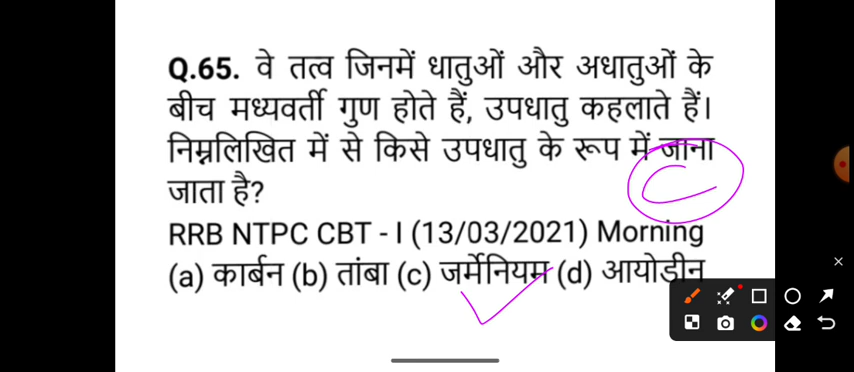 Q.65. वे तत्व जिनमें धातुओं और अधातुओं के
बीच मध्यवर्ती गुण होते हैं, उपधातु कहलाते हैं।
निम्नलिखित में से किसे उपधातु के रूप में जाना
जाता है?
RRB NTPC CBT - I (13/03/2021) Morning
(a) कार्बन (b) तांबा (c) जर्मेनियम (d) आयोडीन